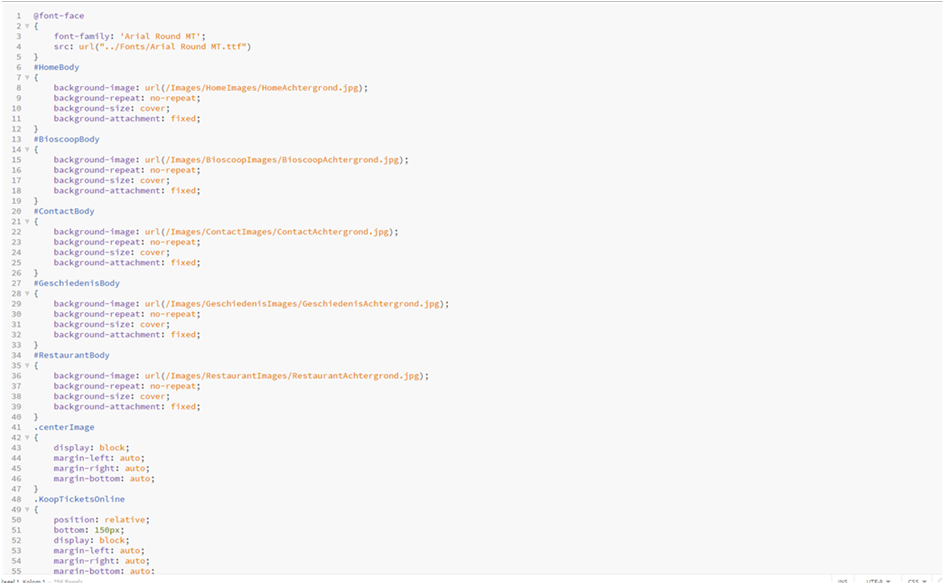 1 @font-face
2 {
3 font-family: 'Arial Round MT';
4 src: url("../Fonts/Arial Round MT.ttf")
5 }
6 #HomeBody
7 {
8 background-image: url(/Images/HomeImages/HomeAchtergrond.jpg);
9 background-repeat: no-repeat;
10 background-size: cover;
11 background-attachment: fixed;
12 }
13 #BioscoopBody
14 {
15 background-image: url(/Images/BioscoopImages/BioscoopAchtergrond.jpg);
16 background-repeat: no-repeat;
17 background-size: cover;
18 background-attachment: fixed;
19 }
20 #ContactBody
21 {
22 background-image: url(/Images/ContactImages/ContactAchtergrond.jpg);
23 background-repeat: no-repeat;
24 background-size: cover;
25 background-attachment: fixed;
26 }
27 #GeschiedenisBody
28 {
29 background-image: url(/Images/GeschiedenisImages/GeschiedenisAchtergrond.jpg);
30 background-repeat: no-repeat;
31 background-size: cover;
32 background-attachment: fixed;
33 }
34 #RestaurantBody
35 {
36 background-image: url(/Images/RestaurantImages/RestaurantAchtergrond.jpg);
37 background-repeat: no-repeat;
38 background-size: cover;
39 background-attachment: fixed;
40 }
41 .centerImage
42 {
43 display: block;
44 margin-left: auto;
45 margin-right: auto;
46 margin-bottom: auto;
47 }
48 .KoopTicketsOnline
49 {
50 position: relative;
51 bottom: 150px;
52 display: block;
53 margin-left: auto;
54 margin-right: auto;
55 margin-bottom: auto;
INS UTF-8 CSS